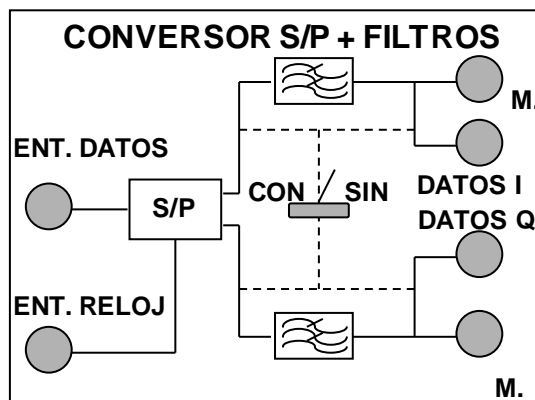 CONVERSOR S/P + FILTROS
M.
ENT. DATOS
CON SIN
DATOS I
S/P
DATOS Q
ENT. RELOJ
M.